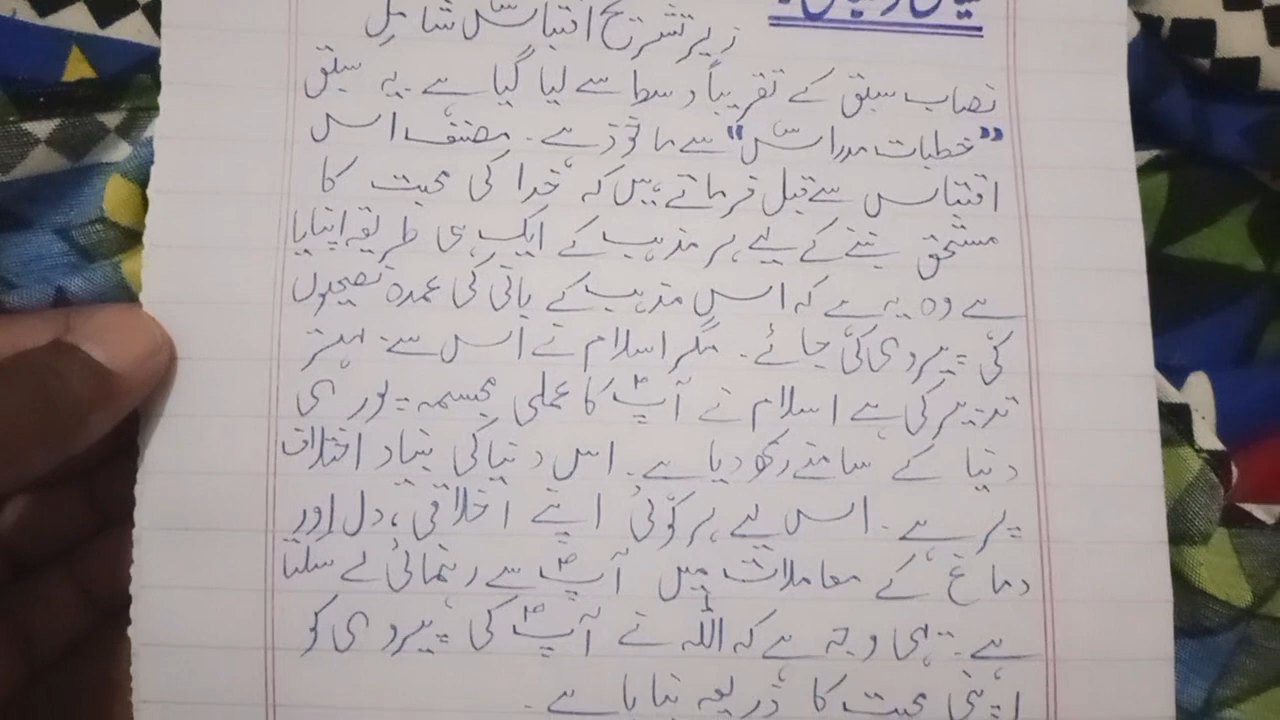 سیاق و سباق:
زیر تشریح اقتباس شامل
نصاب سبق کے تقریباً وسط سے لیا گیا ہے۔ یہ سبق
"خطبات مدراس" سے ماخوذ ہے۔ مصنف اس
اقتباس سے قبل فرماتے ہیں کہ خدا کی محبت کا
مستحق بننے کے لیے ہر مذہب کے ایک ہی طریقہ اپنایا
ہے وہ یہ ہے کہ اس مذہب کے بانی کی عمدہ نصیحتوں
کی پیروی کی جائے۔ مگر اسلام نے اس سے بہتر
تدبیر کی ہے اسلام نے آپؐ کا عملی مجسمہ پوری
دنیا کے سامنے رکھ دیا ہے۔ اس دنیا کی بنیاد اختلاف
پر ہے۔ اس لیے ہر کوئی اپنے اخلاقی، دل اور
دماغ کے معاملات میں آپؐ سے رہنمائی لے سکتا
ہے۔ یہی وجہ ہے کہ اللہ نے آپؐ کی پیروی کو
اپنی محبت کا ذریعہ بنایا ہے۔